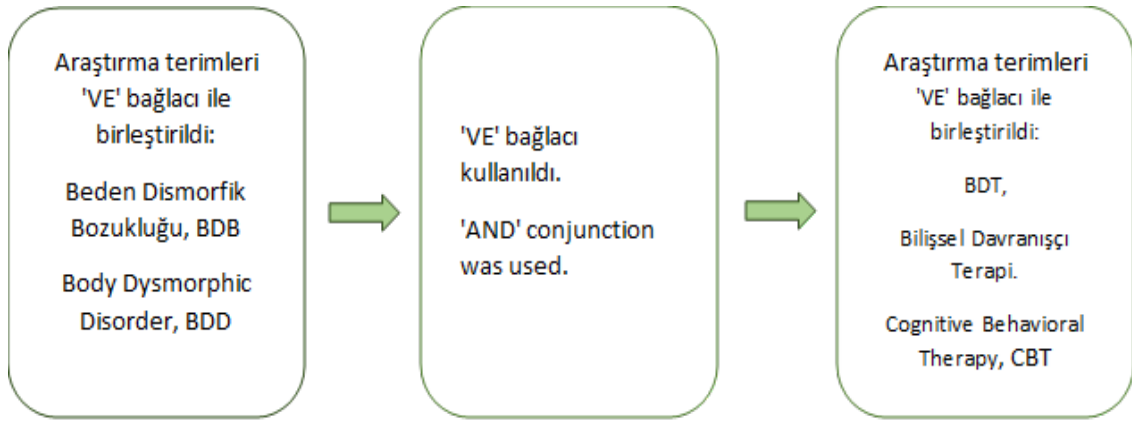 Araştırma terimleri
'VE' bağlacı ile
birleştirildi:
Beden Dismorfik
Bozukluğu, BDB
Body Dysmorphic
Disorder, BDD
'VE' bağlacı
kullanıldı.
'AND' conjunction
was used.
Araştırma terimleri
'VE' bağlacı ile
birleştirildi:
BDT,
Bilişsel Davranışçı
Terapi.
Cognitive Behavioral
Therapy, CBT